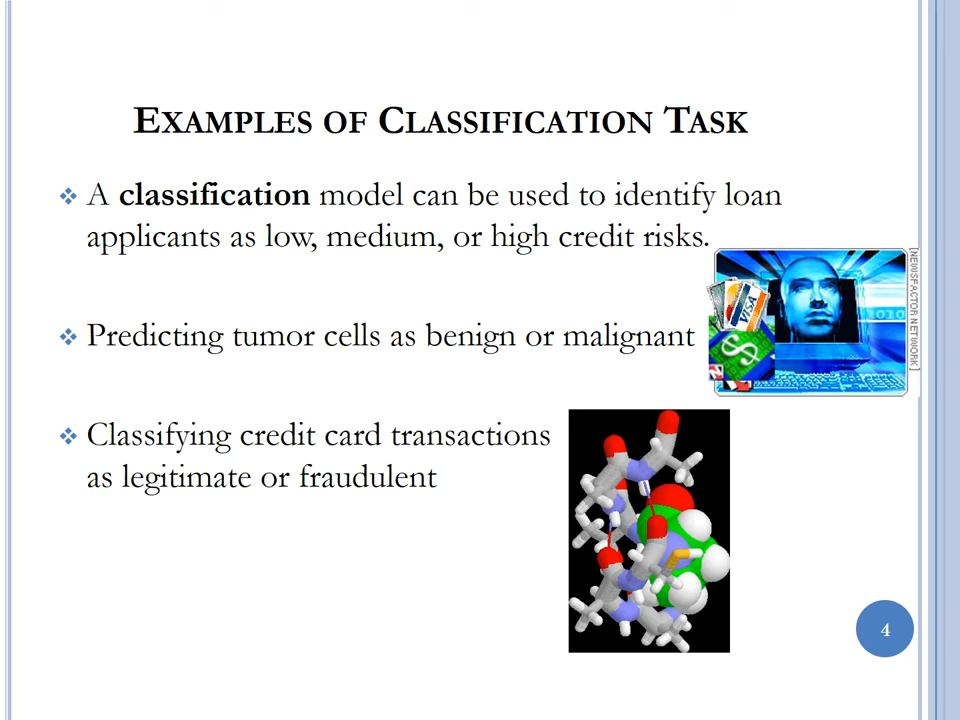 EXAMPLES OF CLASSIFICATION TASK
❖ A classification model can be used to identify loan
applicants as low, medium, or high credit risks.
[NEWSFACTOR NETWORK]
VISA
$
1010
❖ Predicting tumor cells as benign or malignant
❖ Classifying credit card transactions
as legitimate or fraudulent
4